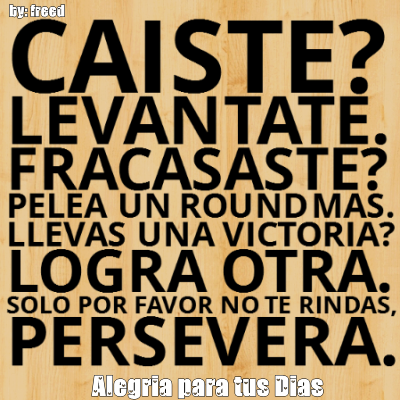 by: freed
CAISTE?
LEVANTATE.
FRACASASTE?
PELEA UN ROUND MAS.
LLEVAS UNA VICTORIA?
LOGRA OTRA.
SOLO POR FAVOR NO TE RINDAS,
PERSEVERA.
Alegria para tus Dias